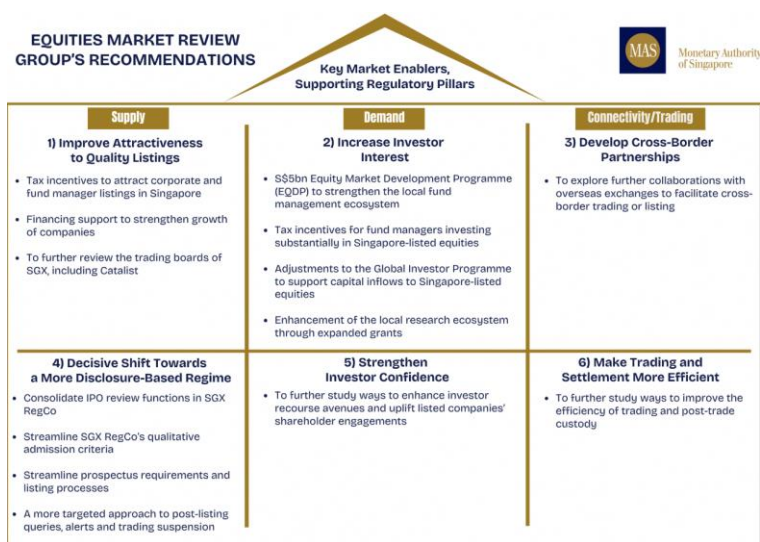 EQUITIES MARKET REVIEW
GROUP'S RECOMMENDATIONS
Key Market Enablers,
Supporting Regulatory Pillars
MAS
Monetary Authority
of Singapore
Supply
1) Improve Attractiveness
to Quality Listings
• Tax incentives to attract corporate and
fund manager listings in Singapore
• Financing support to strengthen growth
of companies
• To further review the trading boards of
SGX, including Catalist
Demand
2) Increase Investor
Interest
• S$5bn Equity Market Development Programme
(EQDP) to strengthen the local fund
management ecosystem
• Tax incentives for fund managers investing
substantially in Singapore-listed equities
• Adjustments to the Global Investor Programme
to support capital inflows to Singapore-listed
equities
• Enhancement of the local research ecosystem
through expanded grants
Connectivity/Trading
3) Develop Cross-Border
Partnerships
• To explore further collaborations with
overseas exchanges to facilitate cross-
border trading or listing
4) Decisive Shift Towards
a More Disclosure-Based Regime
• Consolidate IPO review functions in SGX
RegCo
• Streamline SGX RegCo's qualitative
admission criteria
• Streamline prospectus requirements and
listing processes
• A more targeted approach to post-listing
queries, alerts and trading suspension
5) Strengthen
Investor Confidence
• To further study ways to enhance investor
recourse avenues and uplift listed companies'
shareholder engagements
6) Make Trading and
Settlement More Efficient
• To further study ways to improve the
efficiency of trading and post-trade
custody